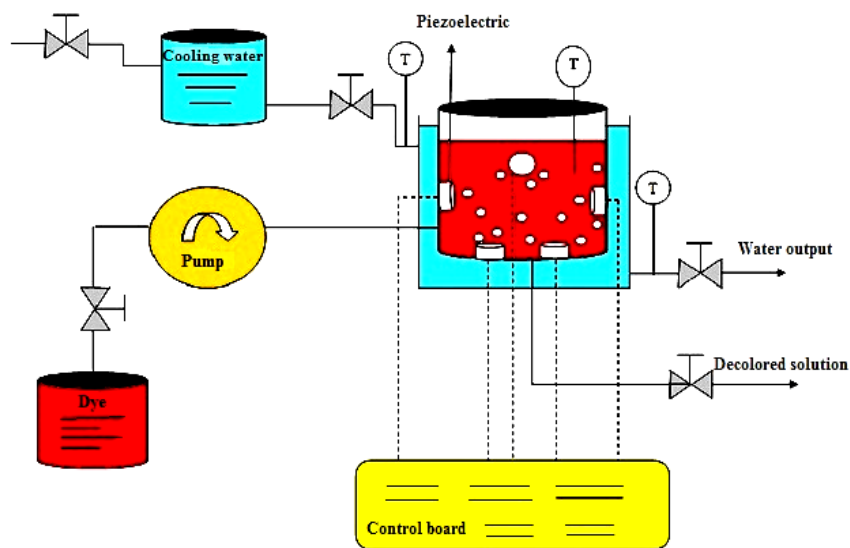 Piezoelectric
Cooling water
T
T
T
Pump
Water output
Dye
Decolored solution
Control board